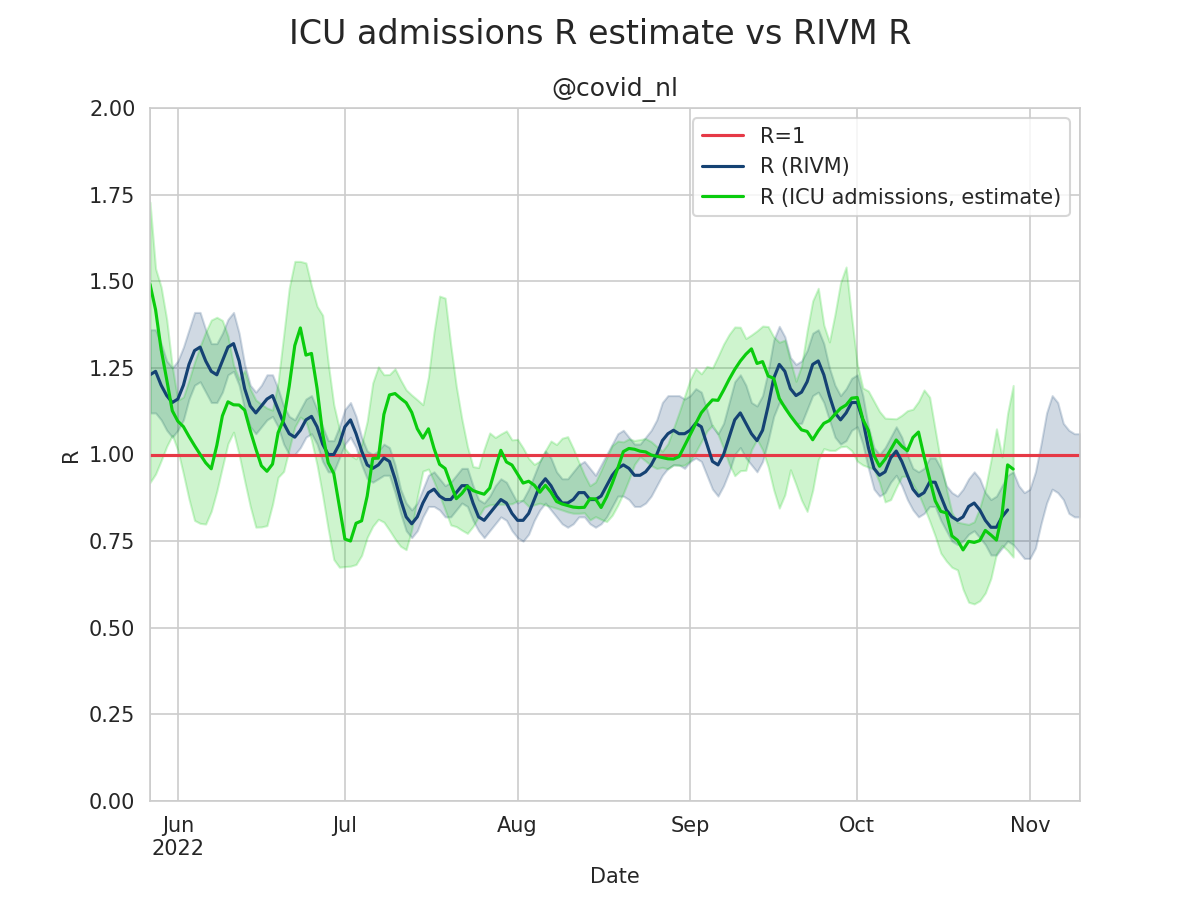 ICU admissions R estimate vs RIVM R
@covid_nl
R=1
R (RIVM)
R (ICU admissions, estimate)
2.00
1.75
1.50
1.25
1.00
0.75
0.50
0.25
0.00
R
Jun Jul Aug Sep Oct Nov
2022
Date